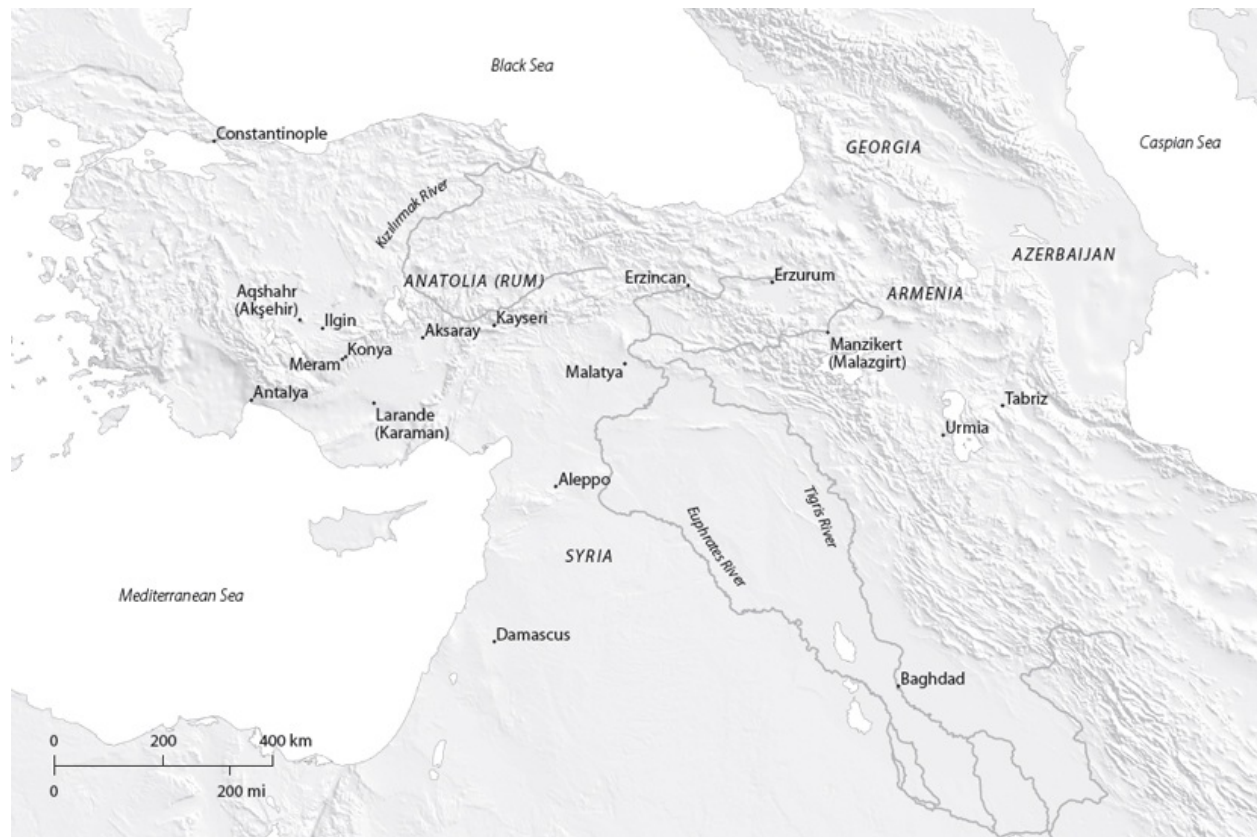 Black Sea
Constantinople
GEORGIA
Caspian Sea
Kızılırmak River
AZERBAIJAN
ANATOLIA (RUM)
Erzincan
Erzurum
ARMENIA
Aqshahr
(Akşehir)
Ilgin
Aksaray
Kayseri
Konya
Meram
Malatya
Manzikert
(Malazgirt)
Antalya
Larande
(Karaman)
Tabriz
Urmia
Aleppo
Tigris River
Euphrates River
SYRIA
Mediterranean Sea
Damascus
Baghdad
0 200 400 km
0 200 mi